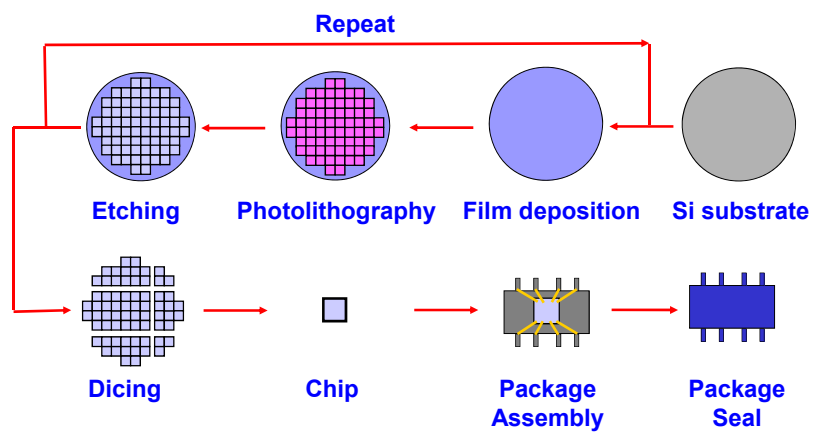 Repeat
Etching
Photolithography
Film deposition
Si substrate
Dicing
Chip
Package
Assembly
Package
Seal